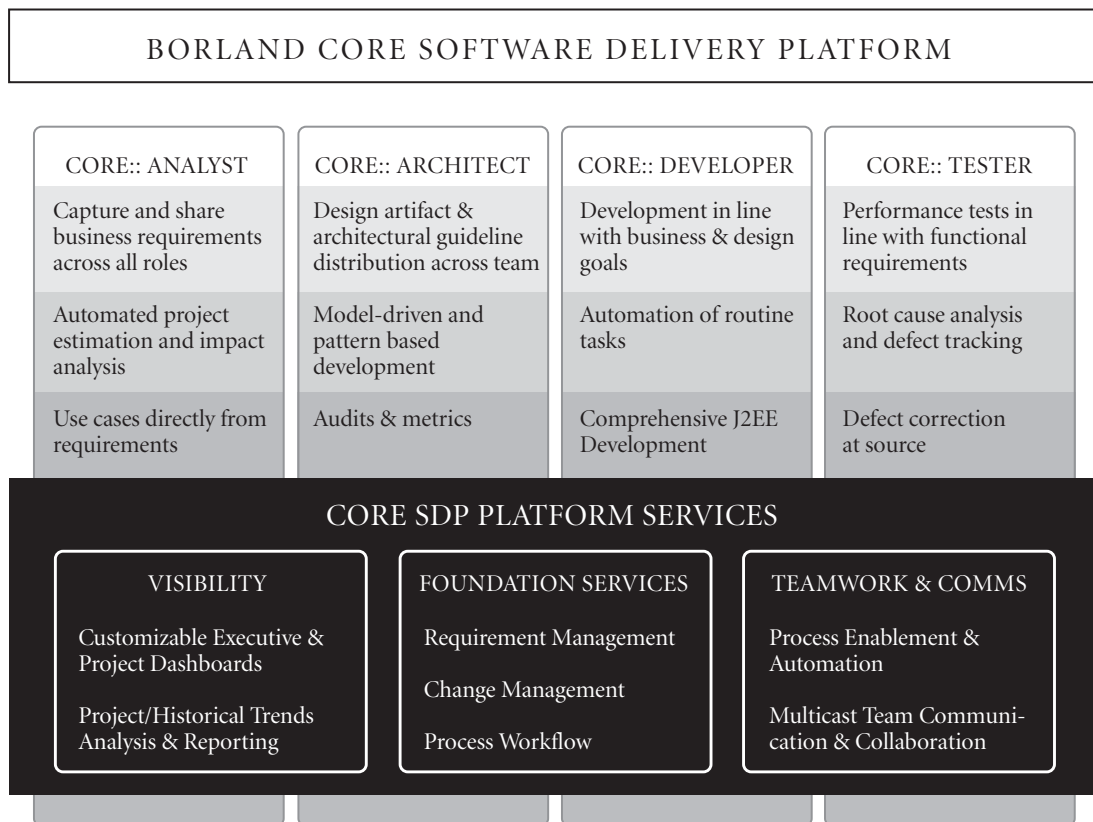 BORLAND CORE SOFTWARE DELIVERY PLATFORM
CORE:: ANALYST
Capture and share
business requirements
across all roles
Automated project
estimation and impact
analysis
Use cases directly from
requirements
CORE:: ARCHITECT
Design artifact &
architectural guideline
distribution across team
Model-driven and
pattern based
development
Audits & metrics
CORE:: DEVELOPER
Development in line
with business & design
goals
Automation of routine
tasks
Comprehensive J2EE
Development
CORE:: TESTER
Performance tests in
line with functional
requirements
Root cause analysis
and defect tracking
Defect correction
at source
CORE SDP PLATFORM SERVICES
VISIBILITY
Customizable Executive &
Project Dashboards
Project/Historical Trends
Analysis & Reporting
FOUNDATION SERVICES
Requirement Management
Change Management
Process Workflow
TEAMWORK & COMMS
Process Enablement &
Automation
Multicast Team Communi-
cation & Collaboration